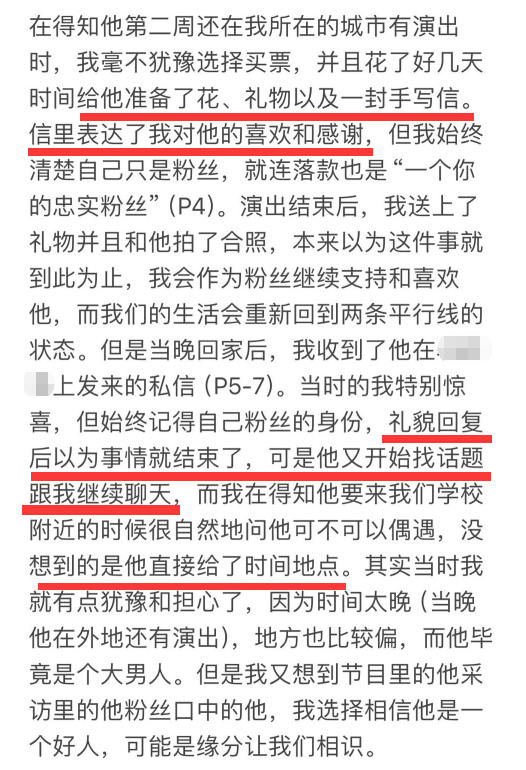 在得知他第二周还在我所在的城市有演出
时，我毫不犹豫选择买票，并且花了好几天
时间给他准备了花、礼物以及一封手写信。
信里表达了我对他的喜欢和感谢，但我始终
清楚自己只是粉丝，就连落款也是“一个你
的忠实粉丝”（P4）。演出结束后，我送上了
礼物并且和他拍了合照，本来以为这件事就
到此为止，我会作为粉丝继续支持和喜欢
他，而我们的生活会重新回到两条平行线的
状态。但是当晚回家后，我收到了他在
上发来的私信（P5-7）。当时的我特别惊
喜，但始终记得自己粉丝的身份，礼貌回复
后以为事情就结束了，可是他又开始找话题
跟我继续聊天，而我在得知他要来我们学校
附近的时候很自然地问他可不可以偶遇，没
想到的是他直接给了时间地点。其实当时我
就有点犹豫和担心了，因为时间太晚（当晚
他在外地还有演出），地方也比较偏，而他毕
竟是个大男人。但是我又想到节目里的他采
访里的他粉丝口中的他，我选择相信他是一
个好人，可能是缘分让我们相识。